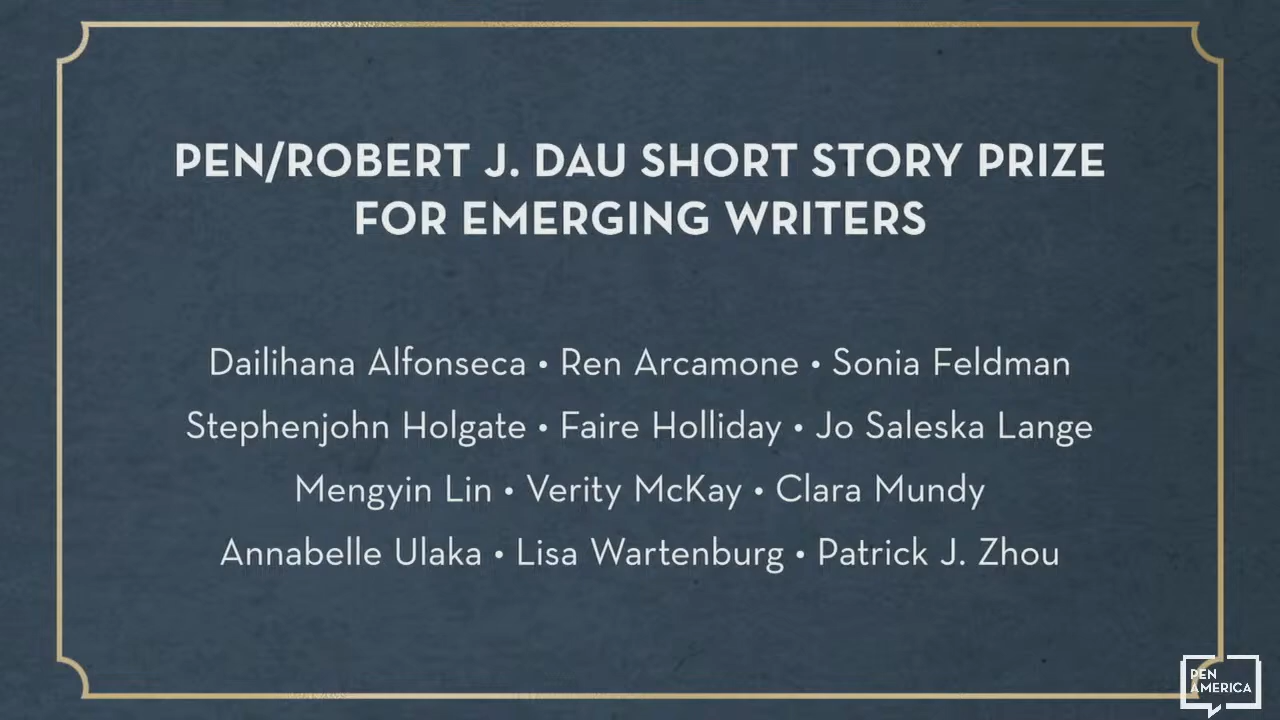 PEN/ROBERT J. DAU SHORT STORY PRIZE
FOR EMERGING WRITERS
Dailihana Alfonseca • Ren Arcamone • Sonia Feldman
Stephenjohn Holgate • Faire Holliday • Jo Saleska Lange
Mengyin Lin • Verity McKay • Clara Mundy
Annabelle Ulaka • Lisa Wartenburg • Patrick J. Zhou
PEN
AMERICA